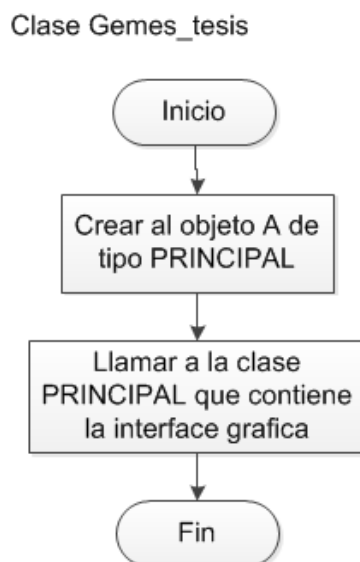 Clase Gemes_tesis
Inicio
Crear al objeto A de
tipo PRINCIPAL
Llamar a la clase
PRINCIPAL que contiene
la interface grafica
Fin